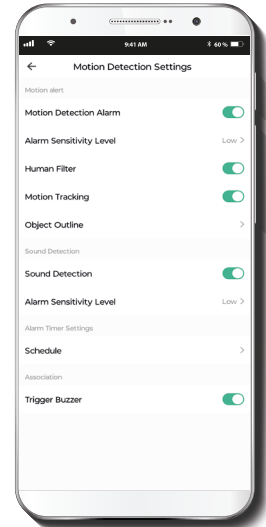 9:41 AM 60%
Motion Detection Settings
Motion alert
Motion Detection Alarm
Alarm Sensitivity Level Low
Human Filter
Motion Tracking
Object Outline
Sound Detection
Sound Detection
Alarm Sensitivity Level Low
Alarm Timer Settings
Schedule
Association
Trigger Buzzer